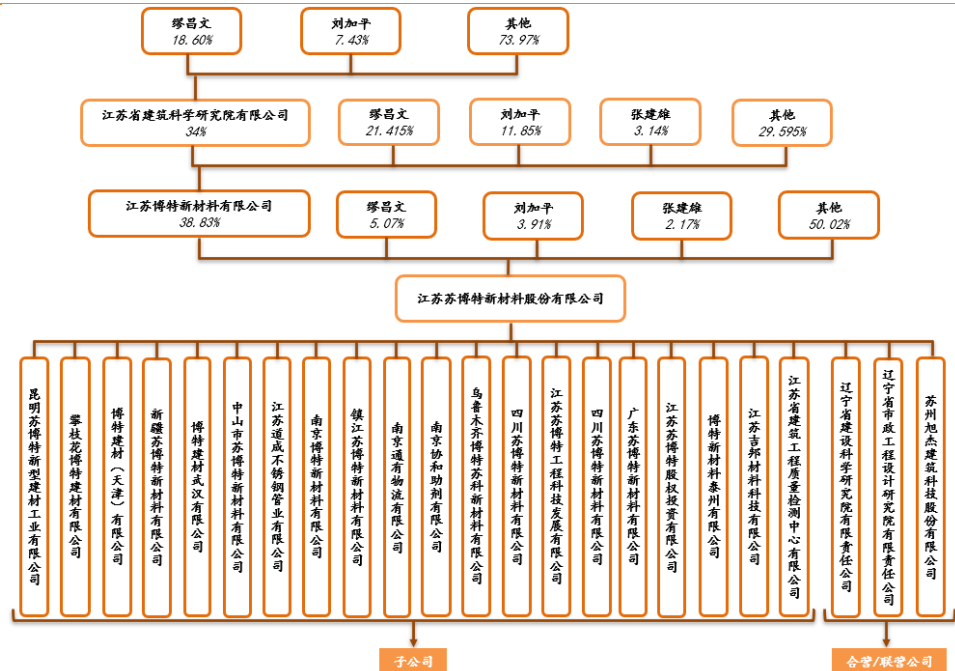 缪昌文
18.60%
刘加平
7.43%
其他
73.97%
江苏省建筑科学研究院有限公司
34%
缪昌文
21.415%
刘加平
11.85%
张建雄
3.14%
其他
29.595%
江苏博特新材料有限公司
38.83%
缪昌文
5.07%
刘加平
3.91%
张建雄
2.17%
其他
50.02%
江苏苏博特新材料股份有限公司
昆明苏博特新型建材工业有限公司
攀枝花博特建材有限公司
博特建材（天津）有限公司
新疆苏博特新材料有限公司
博特建材武汉有限公司
中山市苏博特新材料有限公司
江苏道成不锈钢管业有限公司
南京博特新材料有限公司
镇江苏博特新材料有限公司
南京通有物流有限公司
南京协和助剂有限公司
乌鲁木齐博特苏科新材料有限公司
四川苏博特新材料有限公司
江苏苏博特工程科技发展有限公司
四川苏博特新材料有限公司
广东苏博特新材料有限公司
江苏苏博特股权投资有限公司
博特新材料泰州有限公司
江苏吉邦材料科技有限公司
江苏省建筑工程质量检测中心有限公司
辽宁省建设科学研究院有限责任公司
辽宁省市政工程设计研究院有限责任公司
苏州旭杰建筑科技股份有限公司
子公司
合营/联营公司